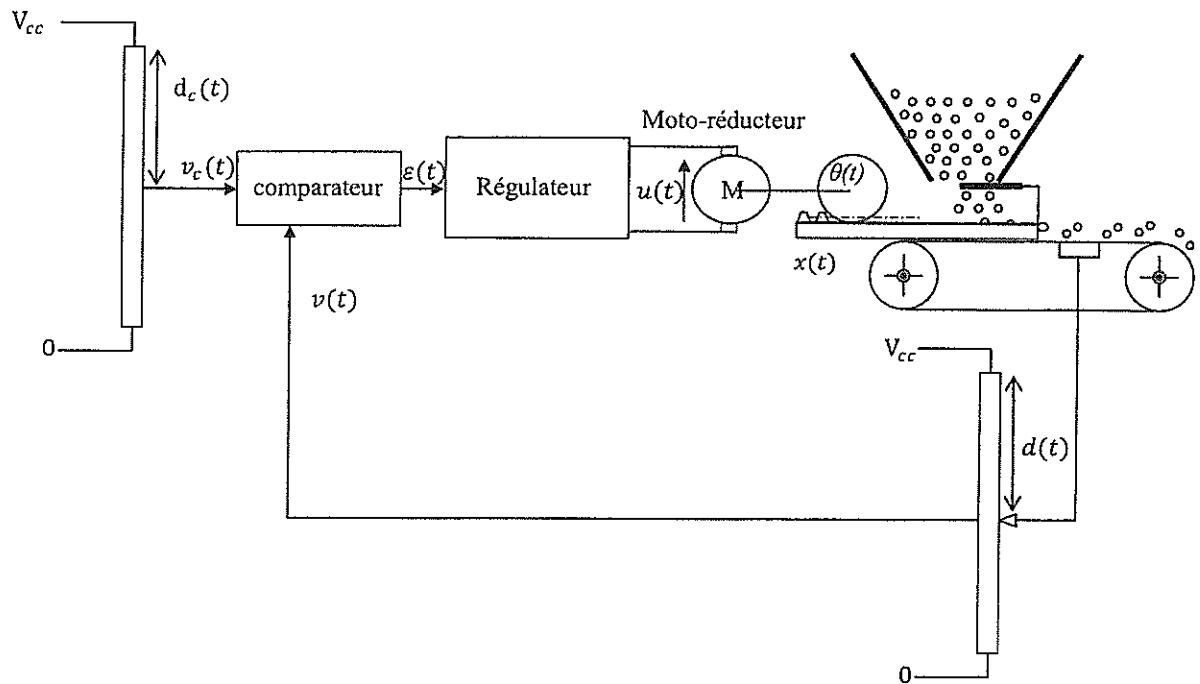 V_cc
d_c(t)
Moto-réducteur
v_c(t)
comparateur
ε(t)
Régulateur
u(t)
M
θ(t)
x(t)
v(t)
0
V_cc
d(t)
0